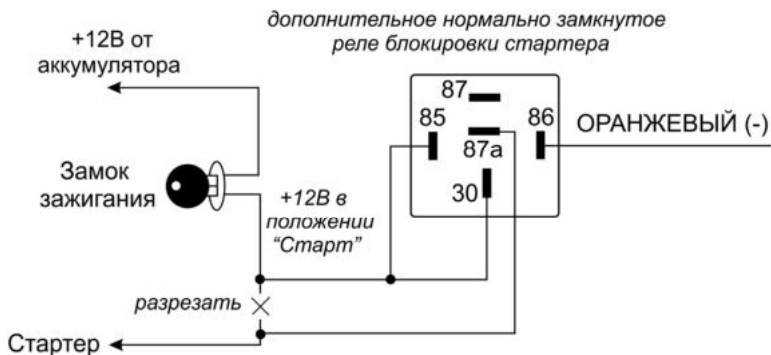 дополнительное нормально замкнутое
реле блокировки стартера
+12В от
аккумулятора
87
85
86
87а
30
ОРАНЖЕВЫЙ (-)
Замок
зажигания
+12В в
положении
“Старт”
разрезать
Стартер